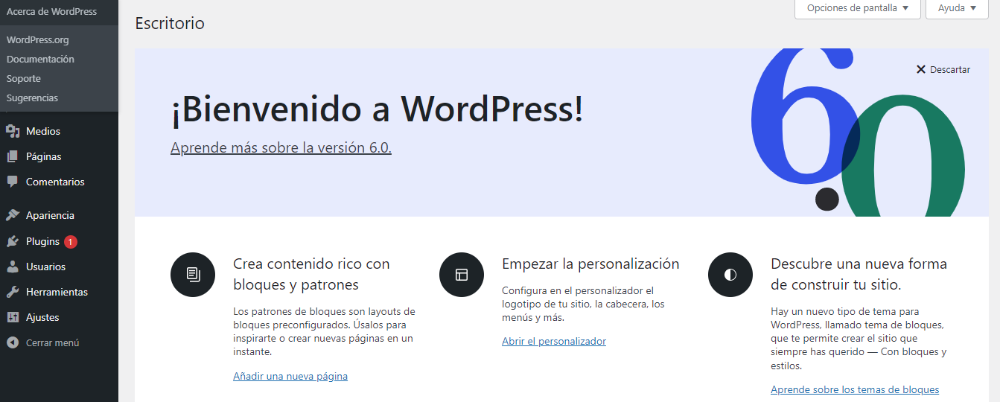 Acerca de WordPress
WordPress.org
Documentación
Soporte
Sugerencias
Medios
Páginas
Comentarios
Apariencia
Plugins 1
Usuarios
Herramientas
Ajustes
Cerrar menú
Opciones de pantalla
Ayuda
Escritorio
Descartar
¡Bienvenido a WordPress!
Aprende más sobre la versión 6.0.
6.0
Crea contenido rico con
bloques y patrones
Los patrones de bloques son layouts de
bloques preconfigurados. Úsalos para
inspirarte o crear nuevas páginas en un
instante.
Añadir una nueva página
Empezar la personalización
Configura en el personalizador el
logotipo de tu sitio, la cabecera, los
menús y más.
Abrir el personalizador
Descubre una nueva forma
de construir tu sitio.
Hay un nuevo tipo de tema para
WordPress, llamado tema de bloques,
que te permite crear el sitio que
siempre has querido — Con bloques y
estilos.
Aprende sobre los temas de bloques